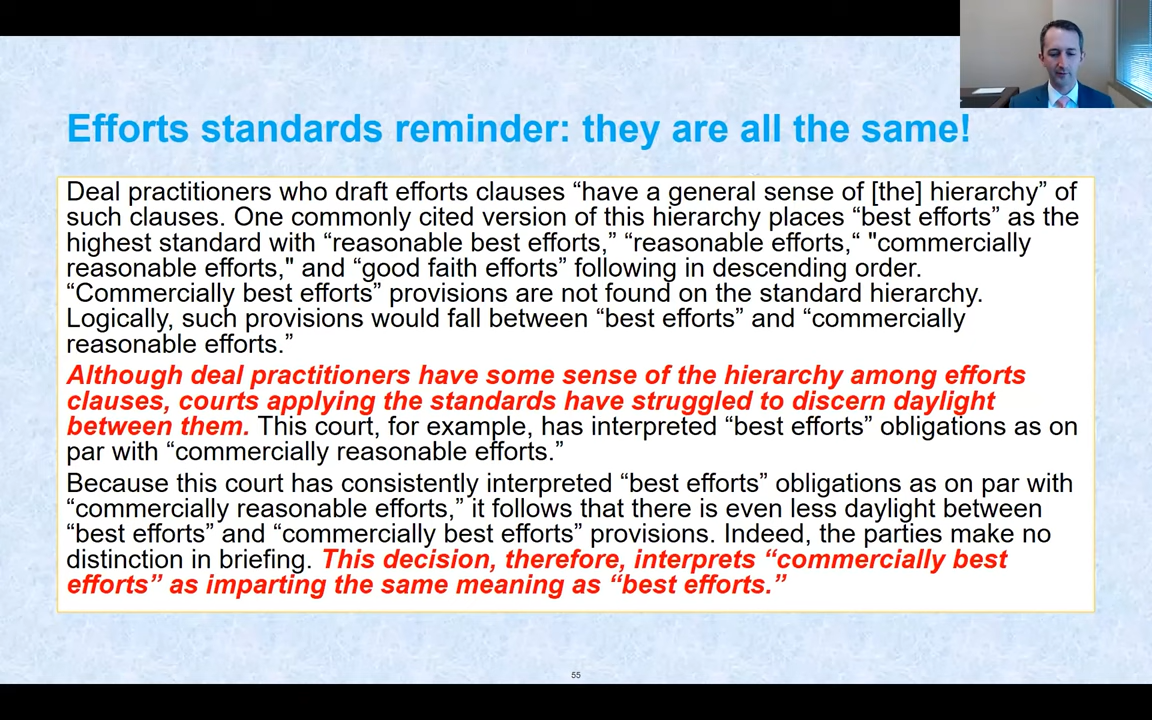 Efforts standards reminder: they are all the same!
Deal practitioners who draft efforts clauses “have a general sense of [the] hierarchy” of
such clauses. One commonly cited version of this hierarchy places “best efforts” as the
highest standard with “reasonable best efforts,” “reasonable efforts,“ "commercially
reasonable efforts," and “good faith efforts” following in descending order.
“Commercially best efforts” provisions are not found on the standard hierarchy.
Logically, such provisions would fall between “best efforts” and “commercially
reasonable efforts.”
Although deal practitioners have some sense of the hierarchy among efforts
clauses, courts applying the standards have struggled to discern daylight
between them. This court, for example, has interpreted “best efforts” obligations as on
par with “commercially reasonable efforts.”
Because this court has consistently interpreted “best efforts” obligations as on par with
“commercially reasonable efforts,” it follows that there is even less daylight between
“best efforts” and “commercially best efforts” provisions. Indeed, the parties make no
distinction in briefing. This decision, therefore, interprets “commercially best
efforts” as imparting the same meaning as “best efforts.”
55